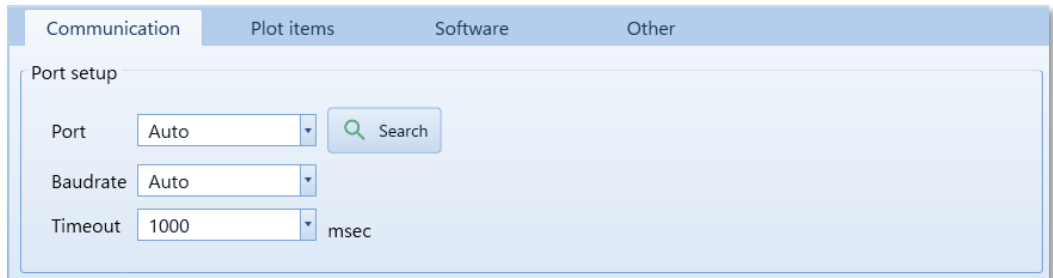 Communication Plot items Software Other
Port setup
Port Auto Search
Baudrate Auto
Timeout 1000 msec